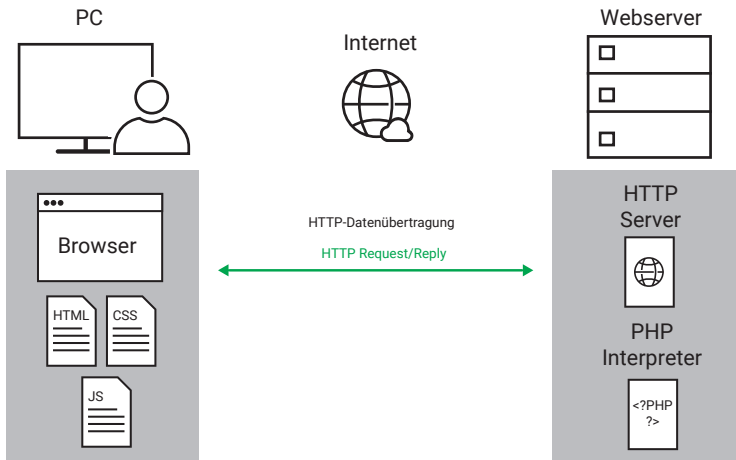 PC
Internet
Webserver
Browser
HTML
CSS
JS
HTTP-Datenübertragung
HTTP Request/Reply
HTTP
Server
PHP
Interpreter
<?PHP
?>